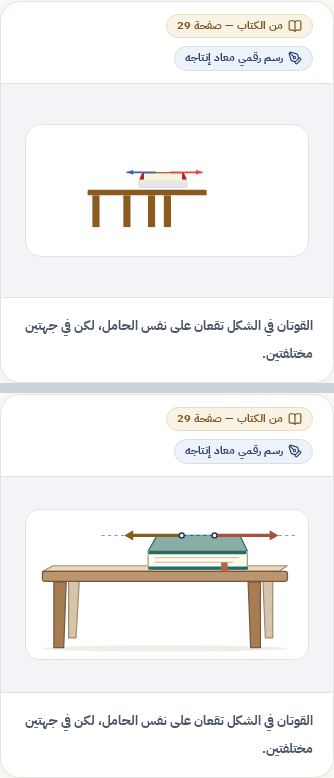 من الكتاب — صفحة 29
رسم رقمي معاد إنتاجه
القوتان في الشكل تقعان على نفس الحامل، لكن في جهتين
مختلفتين.
من الكتاب — صفحة 29
رسم رقمي معاد إنتاجه
القوتان في الشكل تقعان على نفس الحامل، لكن في جهتين
مختلفتين.